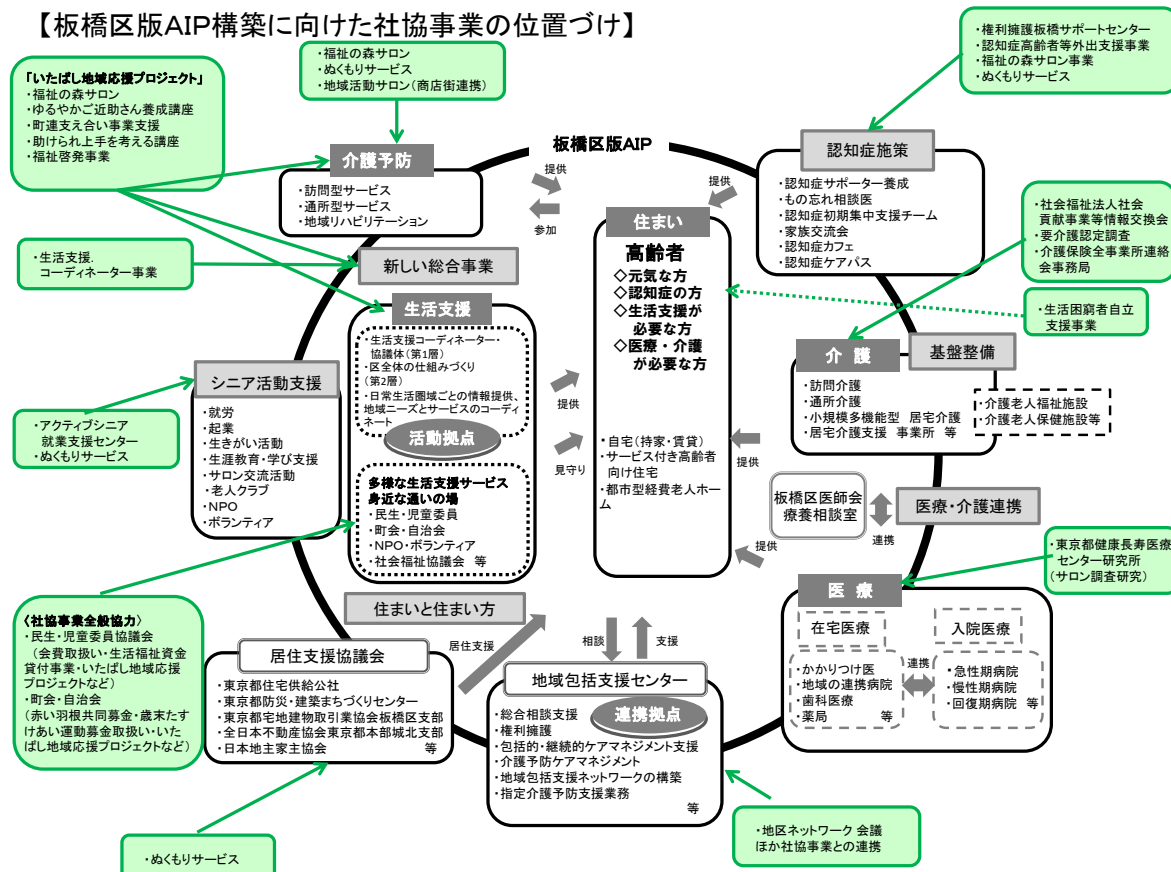 【板橋区版AIP構築に向けた社協事業の位置づけ】
「いたばし地域応援プロジェクト」
・福祉の森サロン
・ゆるやかご近助さん養成講座
・町連支え合い事業支援
・助けられ上手を考える講座
・福祉啓発事業
・福祉の森サロン
・ぬくもりサービス
・地域活動サロン(商店街連携)
・権利擁護板橋サポートセンター
・認知症高齢者等外出支援事業
・福祉の森サロン事業
・ぬくもりサービス
板橋区版AIP
介護予防
・訪問型サービス
・通所型サービス
・地域リハビリテーション
提供
参加
提供
認知症施策
・認知症サポーター養成
・もの忘れ相談医
・認知症初期集中支援チーム
・家族交流会
・認知症カフェ
・認知症ケアパス
・社会福祉法人社会
貢献事業等情報交換会
・要介護認定調査
・介護保険全事業所連絡
会事務局
・生活支援.
コーディネーター事業
新しい総合事業
住まい
高齢者
◇元気な方
◇認知症の方
◇生活支援が
必要な方
◇医療・介護
が必要な方
・自宅(持家・賃貸)
・サービス付き高齢者
向け住宅
・都市型経費老人ホー
ム
・生活困窮者自立
支援事業
生活支援
・生活支援コーディネーター・
協議体(第1層)
・区全体の仕組みづくり
(第2層)
・日常生活圏域ごとの情報提供、
地域ニーズとサービスのコーディ
ネート
活動拠点
多様な生活支援サービス
身近な通いの場
・民生・児童委員
・町会・自治会
・NPO・ボランティア
・社会福祉協議会 等
提供
見守り
シニア活動支援
・就労
・起業
・生きがい活動
・生涯教育・学び支援
・サロン交流活動
・老人クラブ
・NPO
・ボランティア
・アクティブシニア
就業支援センター
・ぬくもりサービス
介 護
・訪問介護
・通所介護
・小規模多機能型 居宅介護
・居宅介護支援 事業所 等
基盤整備
・介護老人福祉施設
・介護老人保健施設等
提供
板橋区医師会
療養相談室
連携
医療・介護連携
提供
・東京都健康長寿医療
センター研究所
(サロン調査研究)
医 療
在宅医療
・かかりつけ医
・地域の連携病院
・歯科医療
・薬局 等
連携
入院医療
・急性期病院
・慢性期病院
・回復期病院 等
〈社協事業全般協力〉
・民生・児童委員協議会
(会費取扱い・生活福祉資金
貸付事業・いたばし地域応援
プロジェクトなど)
・町会・自治会
(赤い羽根共同募金・歳末たす
けあい運動募金取扱い・いた
ばし地域応援プロジェクトなど)
住まいと住まい方
居住支援
居住支援協議会
・東京都住宅供給公社
・東京都防災・建築まちづくりセンター
・東京都宅地建物取引業協会板橋区支部
・全日本不動産協会東京都本部城北支部
・日本地主家主協会 等
相談
支援
地域包括支援センター
連携拠点
・総合相談支援
・権利擁護
・包括的・継続的ケアマネジメント支援
・介護予防ケアマネジメント
・地域包括支援ネットワークの構築
・指定介護予防支援業務
等
・ぬくもりサービス
・地区ネットワーク 会議
ほか社協事業との連携